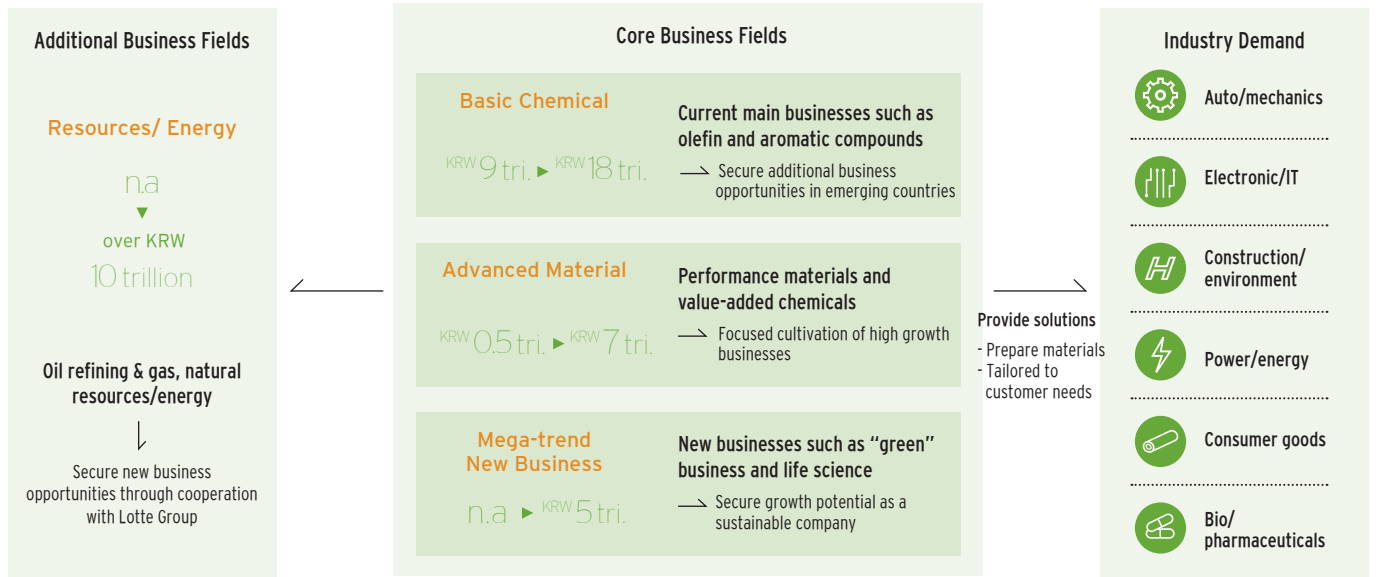 Additional Business Fields
Resources/ Energy
n.a
over KRW
10 trillion
Oil refining & gas, natural
resources/energy
Secure new business
opportunities through cooperation
with Lotte Group
Core Business Fields
Basic Chemical
KRW 9 tri. ▶ KRW 18 tri.
Current main businesses such as
olefin and aromatic compounds
Secure additional business
opportunities in emerging countries
Advanced Material
KRW 0.5 tri. ▶ KRW 7 tri.
Performance materials and
value-added chemicals
Focused cultivation of high growth
businesses
Mega-trend
New Business
n.a ▶ KRW 5 tri.
New businesses such as “green”
business and life science
Secure growth potential as a
sustainable company
Provide solutions
- Prepare materials
- Tailored to
customer needs
Industry Demand
Auto/mechanics
Electronic/IT
Construction/
environment
Power/energy
Consumer goods
Bio/
pharmaceuticals